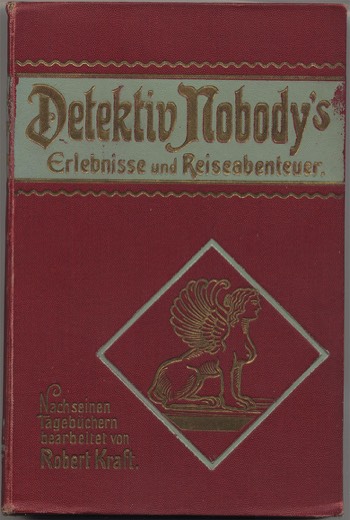 Detektiv Nobody's
Erlebnisse und Reiseabenteuer.
Nach seinen
Tagebüchern
bearbeitet von
Robert Kraft.